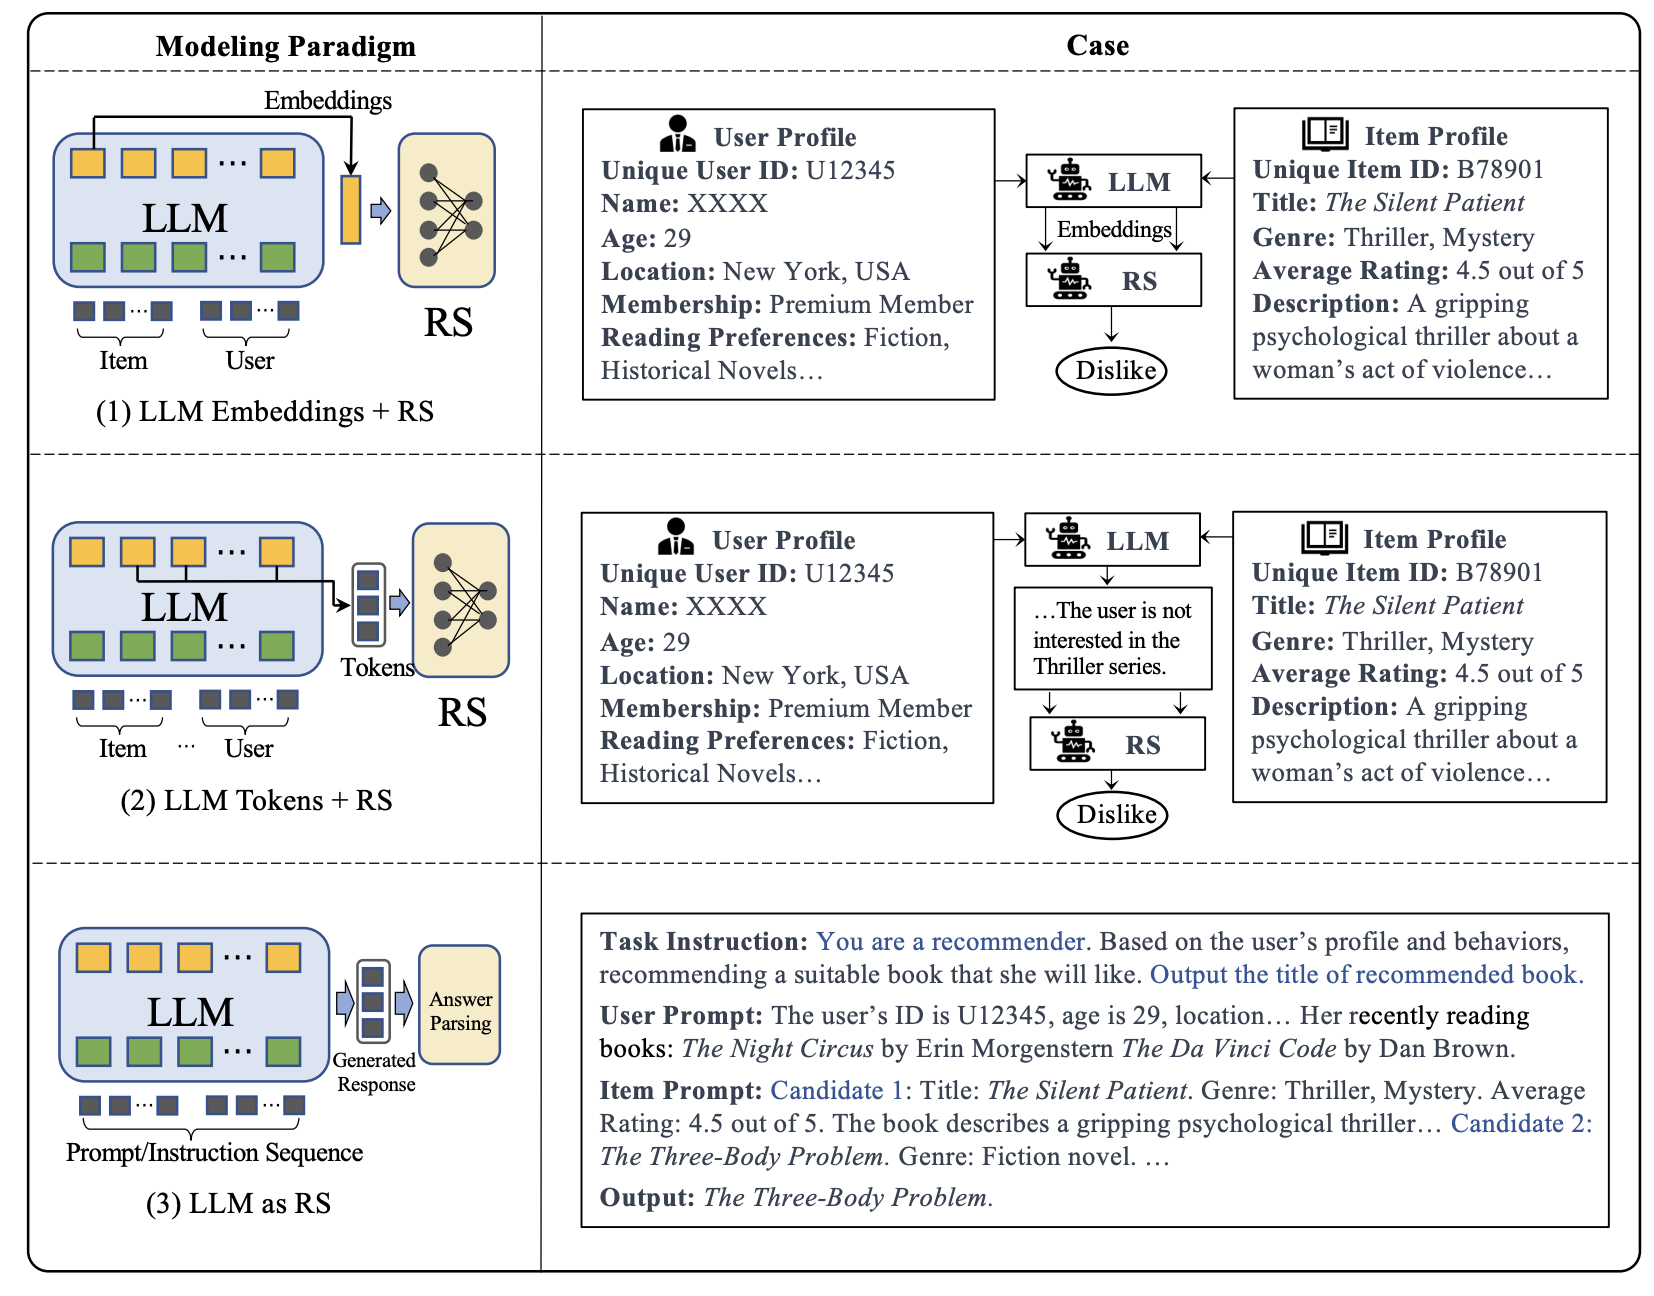 Modeling Paradigm
Case
Embeddings
LLM
RS
Item
User
(1) LLM Embeddings + RS
User Profile
Unique User ID: U12345
Name: XXXX
Age: 29
Location: New York, USA
Membership: Premium Member
Reading Preferences: Fiction,
Historical Novels…
LLM
Embeddings
RS
Dislike
Item Profile
Unique Item ID: B78901
Title: The Silent Patient
Genre: Thriller, Mystery
Average Rating: 4.5 out of 5
Description: A gripping
psychological thriller about a
woman’s act of violence…
LLM
Tokens
RS
Item … User
(2) LLM Tokens + RS
User Profile
Unique User ID: U12345
Name: XXXX
Age: 29
Location: New York, USA
Membership: Premium Member
Reading Preferences: Fiction,
Historical Novels…
LLM
…The user is not
interested in the
Thriller series.
RS
Dislike
Item Profile
Unique Item ID: B78901
Title: The Silent Patient
Genre: Thriller, Mystery
Average Rating: 4.5 out of 5
Description: A gripping
psychological thriller about a
woman’s act of violence…
LLM
Generated
Response
Answer
Parsing
Prompt/Instruction Sequence
(3) LLM as RS
Task Instruction: You are a recommender. Based on the user’s profile and behaviors,
recommending a suitable book that she will like. Output the title of recommended book.
User Prompt: The user’s ID is U12345, age is 29, location… Her recently reading
books: The Night Circus by Erin Morgenstern The Da Vinci Code by Dan Brown.
Item Prompt: Candidate 1: Title: The Silent Patient. Genre: Thriller, Mystery. Average
Rating: 4.5 out of 5. The book describes a gripping psychological thriller… Candidate 2:
The Three-Body Problem. Genre: Fiction novel. …
Output: The Three-Body Problem.